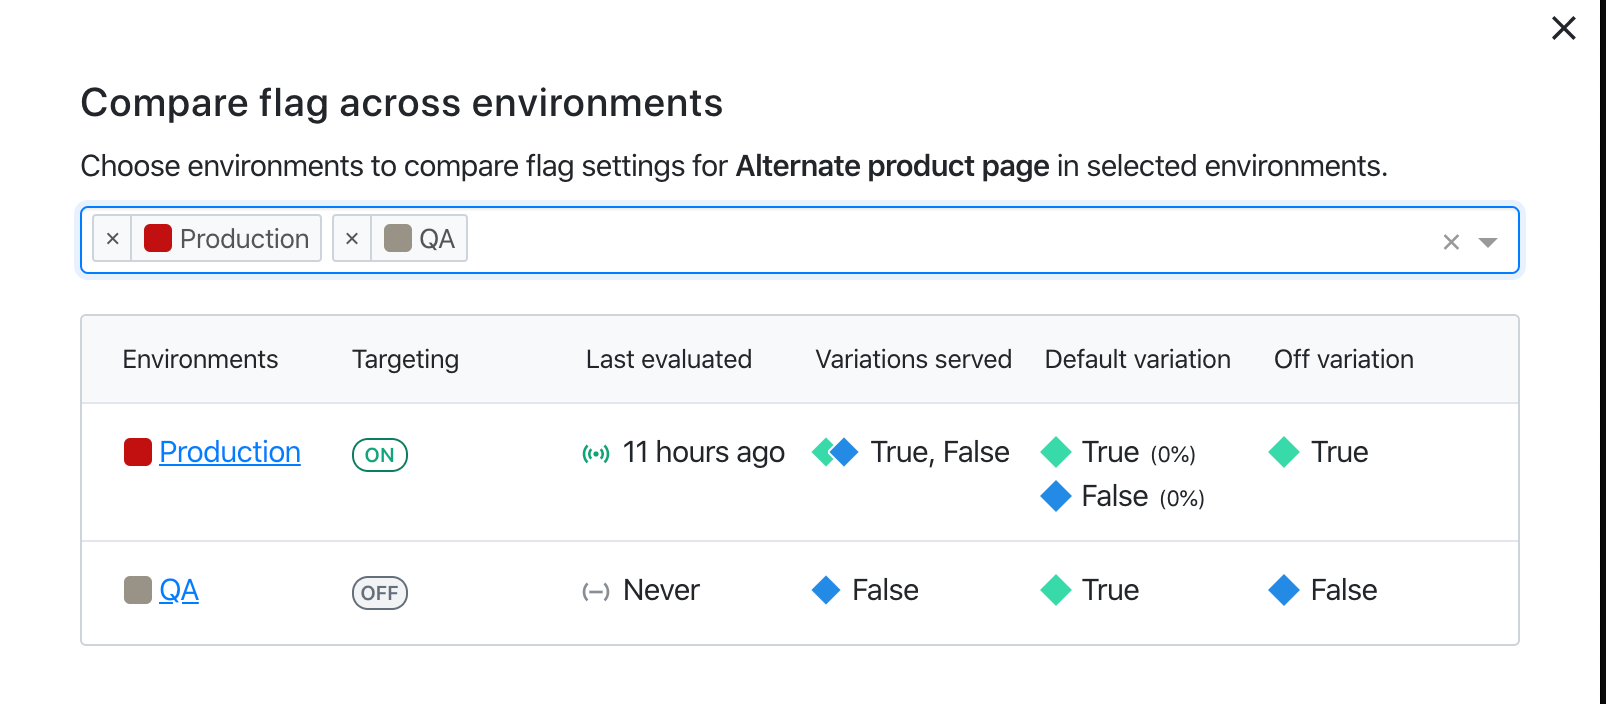 Compare flag across environments
Choose environments to compare flag settings for Alternate product page in selected environments.
× Production × QA
Environments Targeting Last evaluated Variations served Default variation Off variation
Production ON 11 hours ago True, False True (0%) True
False (0%)
QA OFF Never False True False